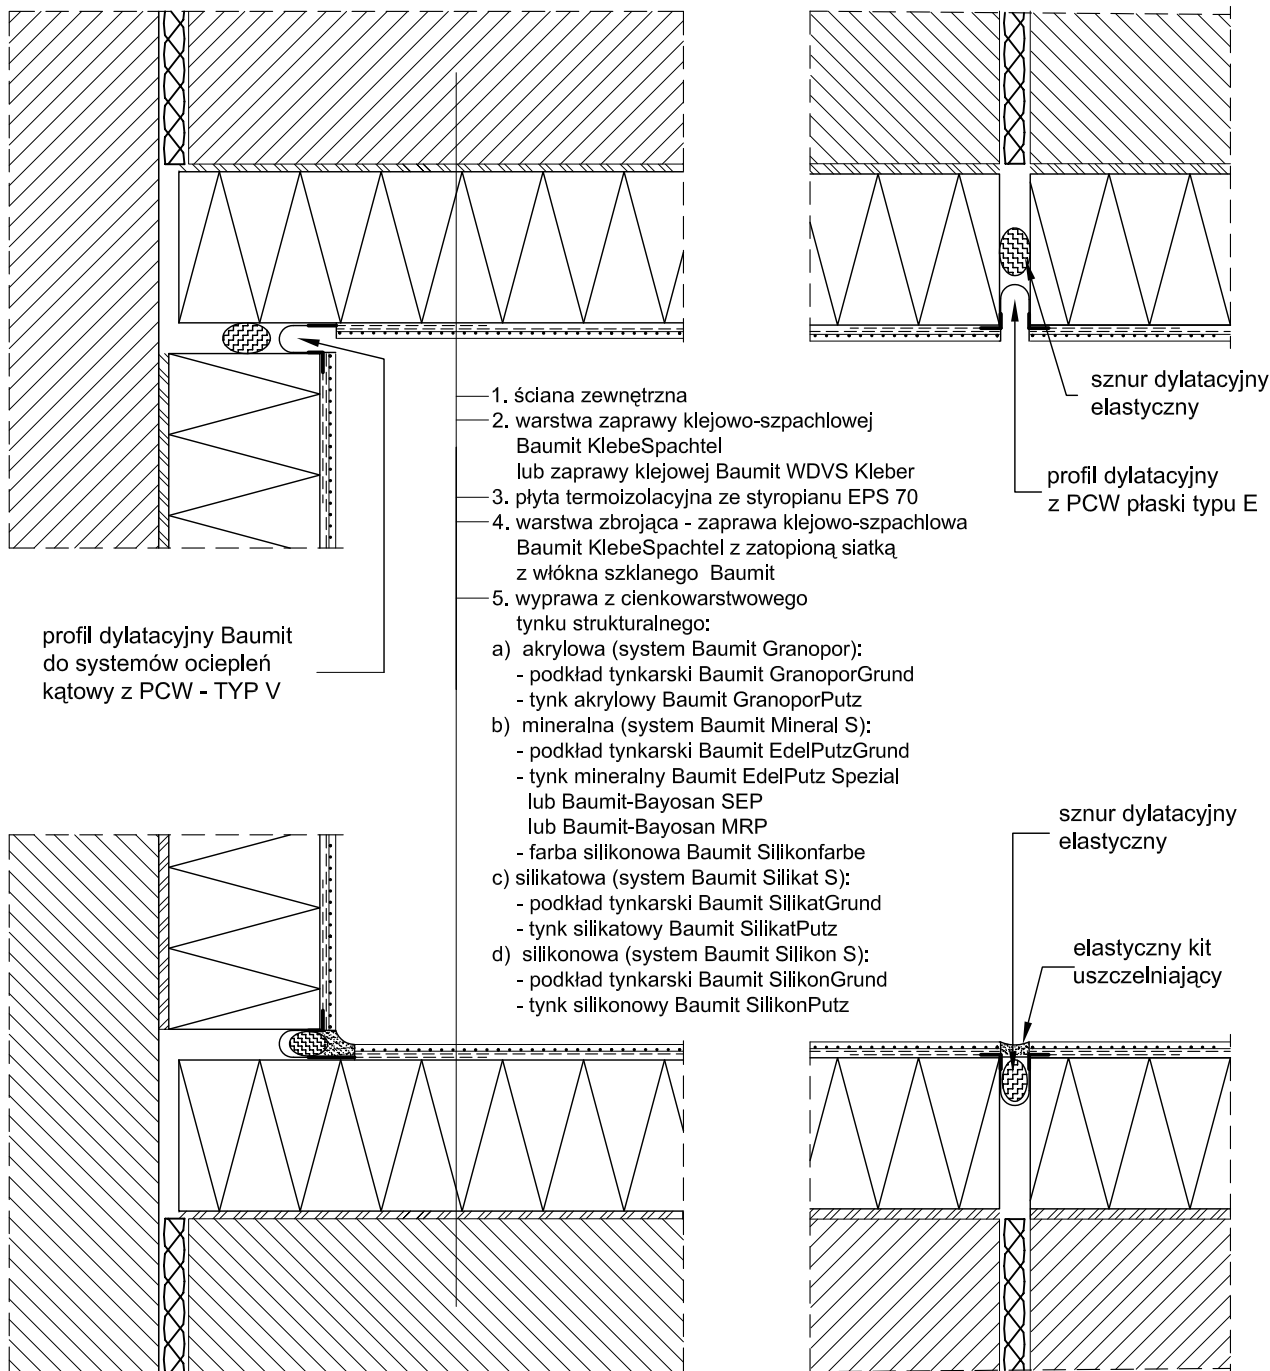 1. ściana zewnętrzna
2. warstwa zaprawy klejowo-szpachlowej
Baumit KlebeSpachtel
lub zaprawy klejowej Baumit WDVS Kleber
3. płyta termoizolacyjna ze styropianu EPS 70
4. warstwa zbrojąca - zaprawa klejowo-szpachlowa
Baumit KlebeSpachtel z zatopioną siatką
z włókna szklanego Baumit
5. wyprawa z cienkowarstwowego
tynku strukturalnego:
a) akrylowa (system Baumit Granopor):
- podkład tynkarski Baumit GranoporGrund
- tynk akrylowy Baumit GranoporPutz
b) mineralna (system Baumit Mineral S):
- podkład tynkarski Baumit EdelPutzGrund
- tynk mineralny Baumit EdelPutz Spezial
lub Baumit-Bayosan SEP
lub Baumit-Bayosan MRP
- farba silikonowa Baumit Silikonfarbe
c) silikatowa (system Baumit Silikat S):
- podkład tynkarski Baumit SilikatGrund
- tynk silikatowy Baumit SilikatPutz
d) silikonowa (system Baumit Silikon S):
- podkład tynkarski Baumit SilikonGrund
- tynk silikonowy Baumit SilikonPutz
profil dylatacyjny Baumit
do systemów ociepleń
kątowy z PCW - TYP V
sznur dylatacyjny
elastyczny
profil dylatacyjny
z PCW płaski typu E
sznur dylatacyjny
elastyczny
elastyczny kit
uszczelniający